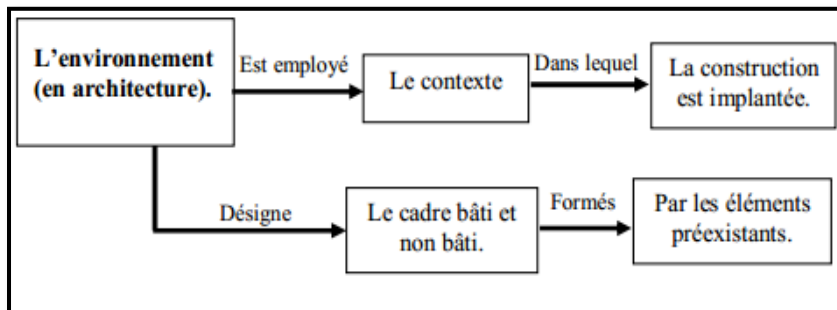 L'environnement
(en architecture).
Est employé
Le contexte
Dans lequel
La construction
est implantée.
Désigne
Le cadre bâti et
non bâti.
Formés
Par les éléments
préexistants.